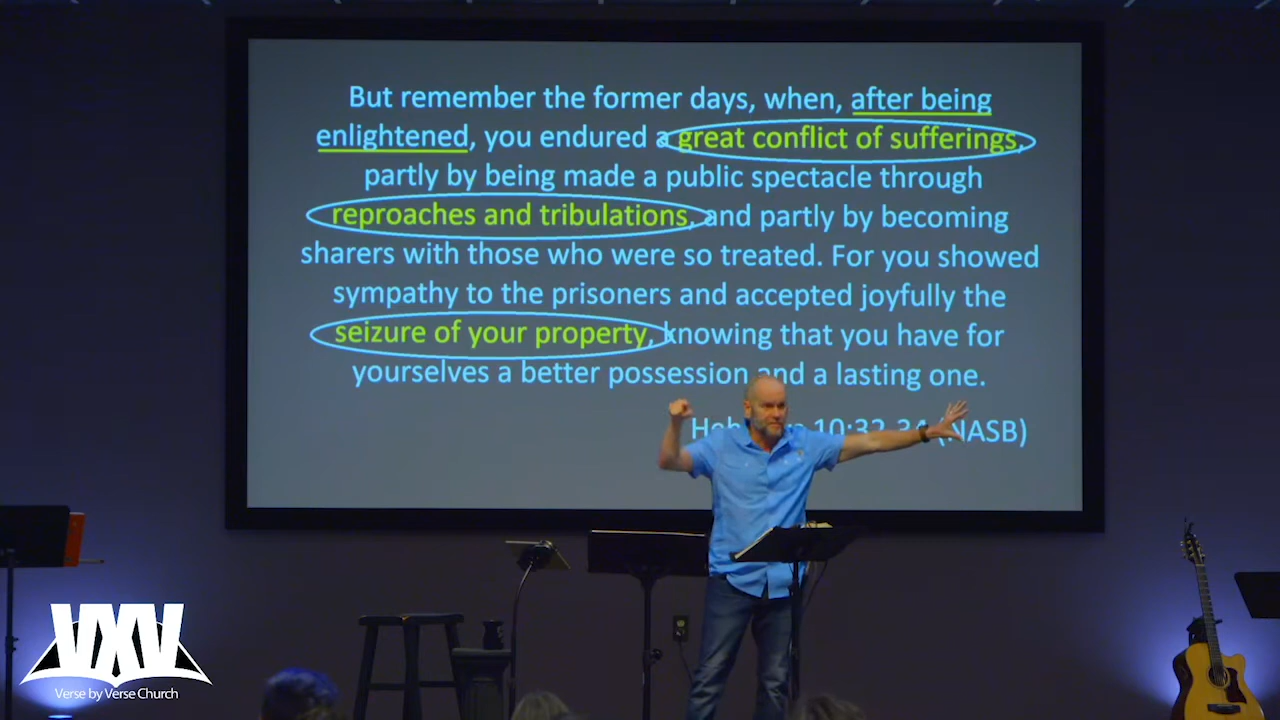 But remember the former days, when, after being
enlightened, you endured a great conflict of sufferings,
partly by being made a public spectacle through
reproaches and tribulations, and partly by becoming
sharers with those who were so treated. For you showed
sympathy to the prisoners and accepted joyfully the
seizure of your property, knowing that you have for
yourselves a better possession and a lasting one.
10:32-34 (NASB)
VXV
Verse by Verse Church